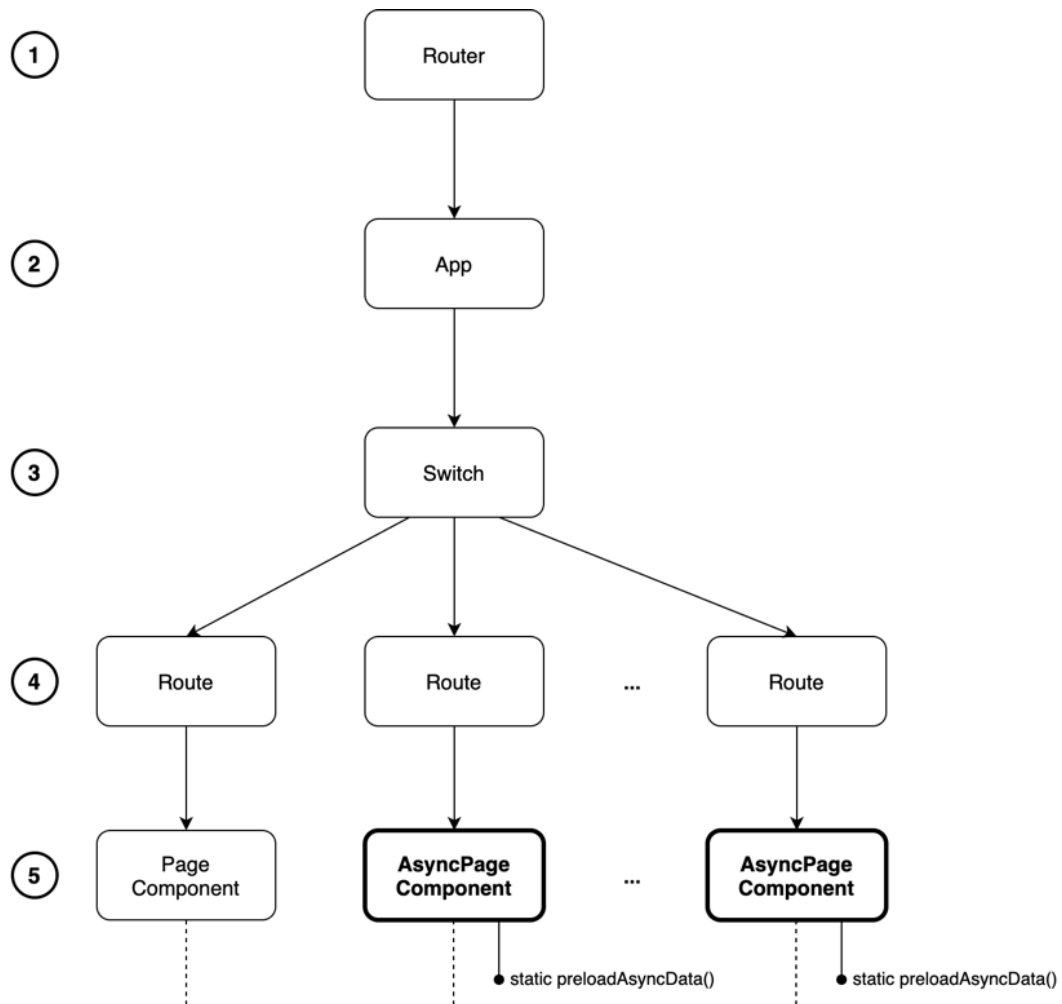 1
Router
2
App
3
Switch
4
Route
Route
...
Route
5
Page
Component
AsyncPage
Component
...
AsyncPage
Component
static preloadAsyncData()
static preloadAsyncData()